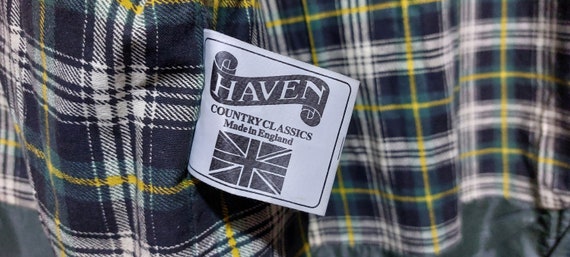 HAVEN
COUNTRY CLASSICS
Made in England